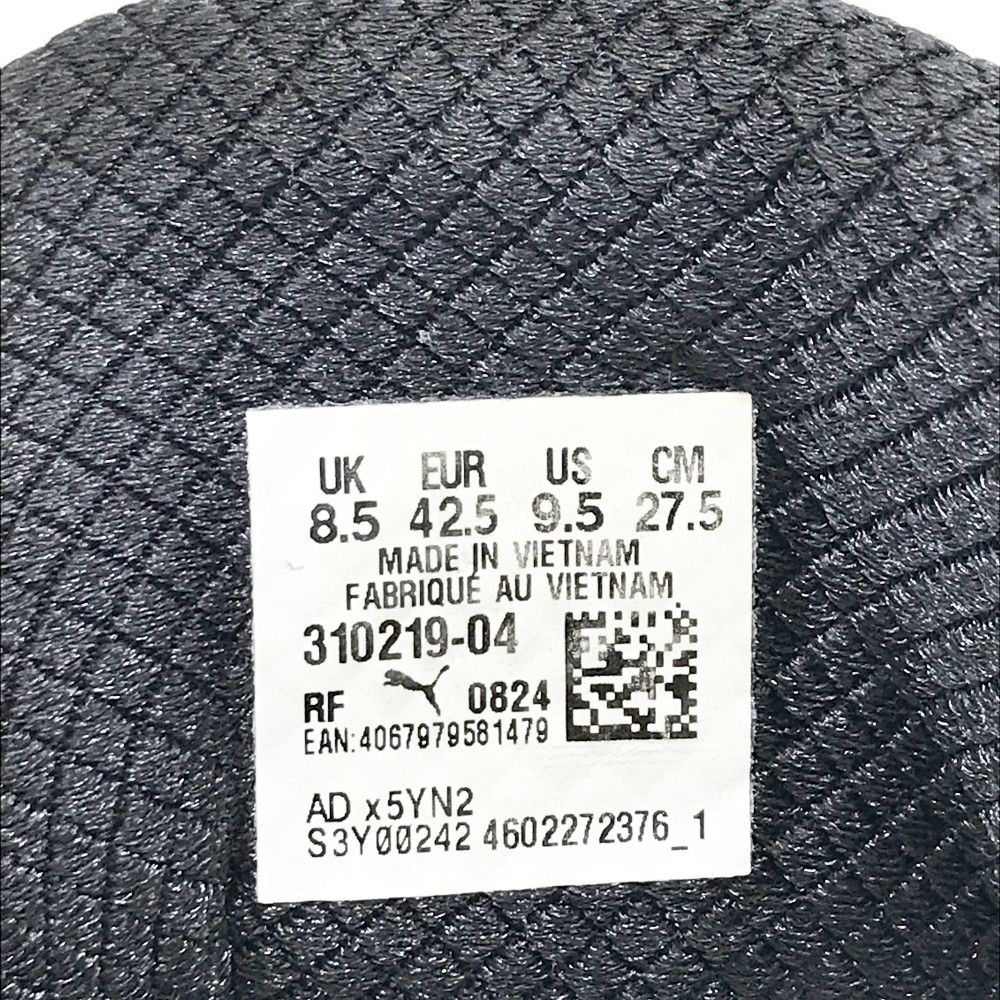 UK EUR US CM
8.5 42.5 9.5 27.5
MADE IN VIETNAM
FABRIQUE AU VIETNAM
310219-04
RF 0824
EAN:4067979581479
AD x5YN2
S3Y00242 4602272376_1